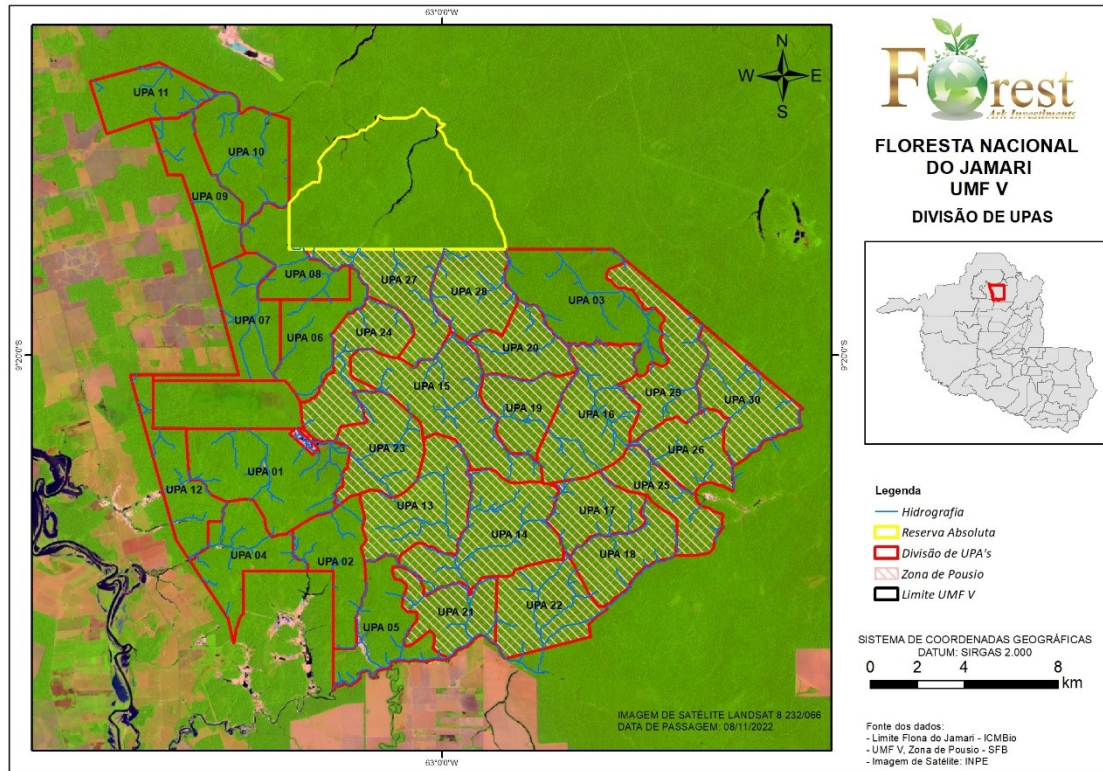 63°0'0"W
N
W E
S
UPA 11
UPA 10
UPA 09
UPA 08
UPA 27
UPA 28
UPA 03
UPA 07
UPA 06
UPA 24
UPA 20
UPA 15
UPA 29
UPA 30
UPA 19
UPA 16
UPA 23
UPA 26
UPA 01
UPA 12
UPA 25
UPA 13
UPA 17
UPA 14
UPA 04
UPA 02
UPA 18
UPA 21
UPA 22
UPA 05
9°20'0"S
9°20'0"S
IMAGEM DE SATÉLITE LANDSAT 8 232/066
DATA DE PASSAGEM: 08/11/2022
63°0'0"W
Forest
Ark Investiments
FLORESTA NACIONAL
DO JAMARI
UMF V
DIVISÃO DE UPAS
Legenda
Hidrografia
Reserva Absoluta
Divisão de UPA's
Zona de Pousio
Limite UMF V
SISTEMA DE COORDENADAS GEOGRÁFICAS
DATUM: SIRGAS 2.000
0 2 4 8
km
Fonte dos dados:
- Limite Flona do Jamari - ICMBio
- UMF V, Zona de Pousio - SFB
- Imagem de Satélite: INPE